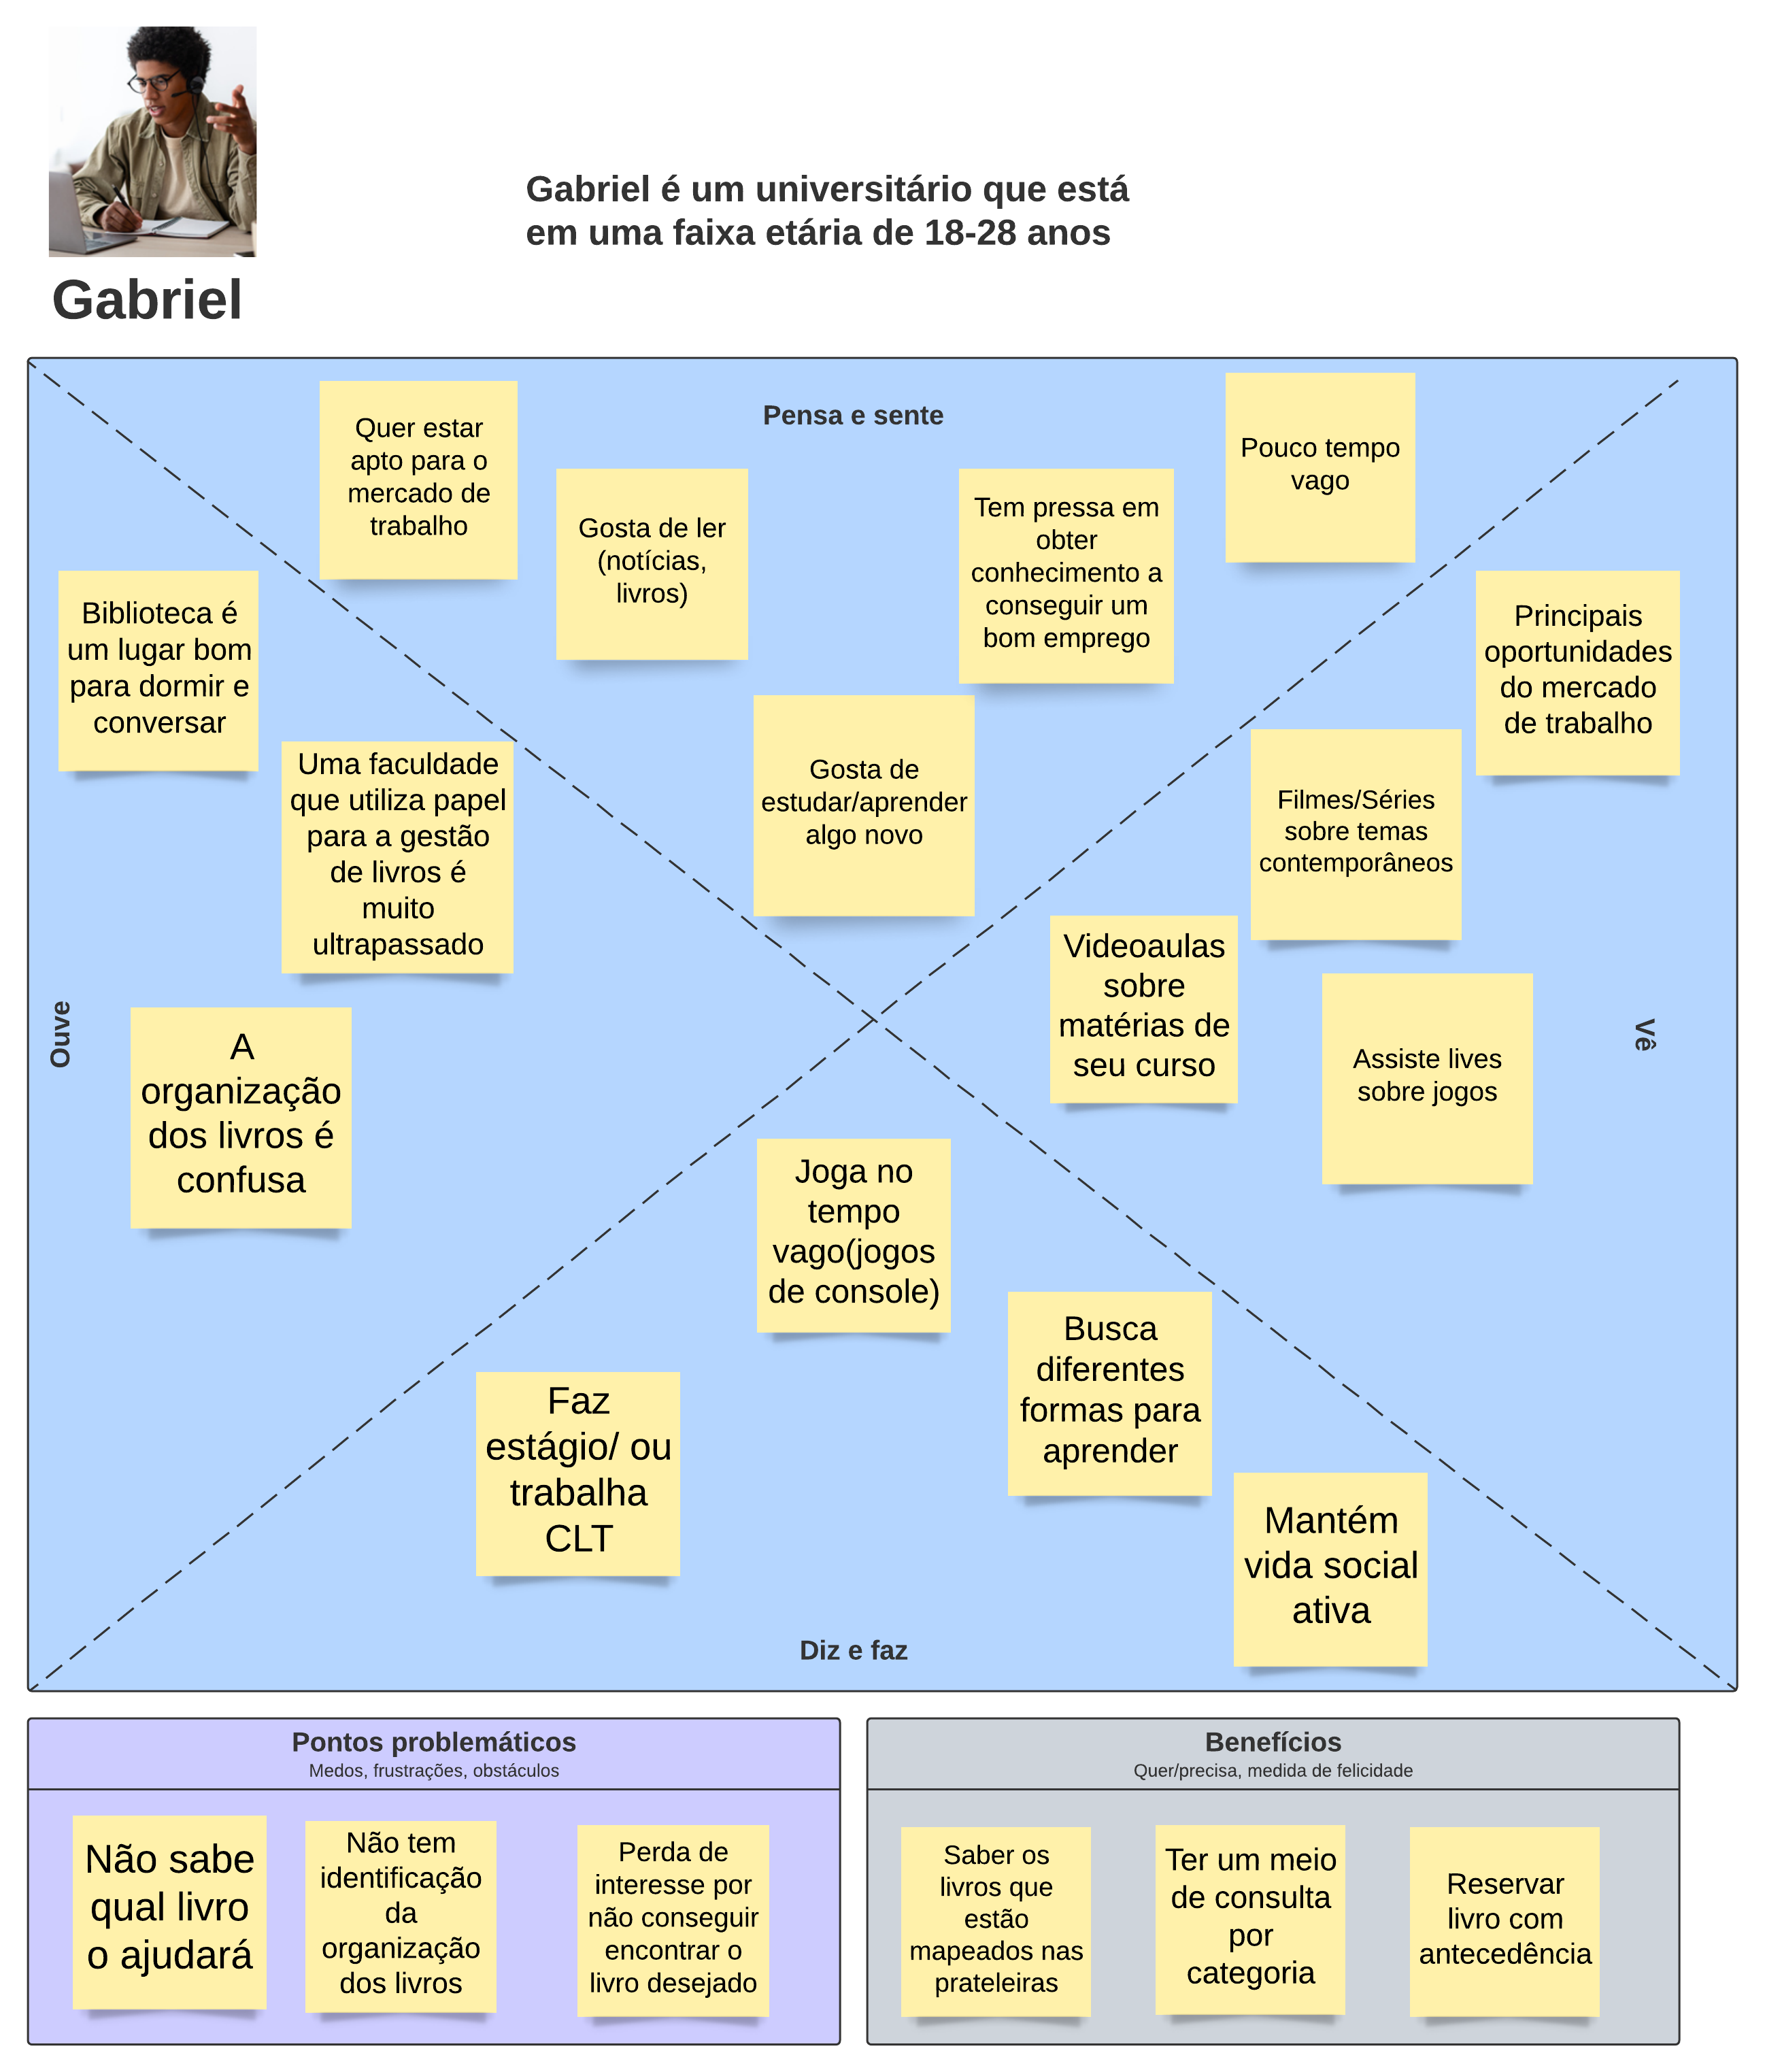 Gabriel é um universitário que está
em uma faixa etária de 18-28 anos
Gabriel
Pensa e sente
Quer estar
apto para o
mercado de
trabalho
Gosta de ler
(notícias,
livros)
Tem pressa em
obter
conhecimento a
conseguir um
bom emprego
Pouco tempo
vago
Gosta de
estudar/aprender
algo novo
Ouve
Biblioteca é
um lugar bom
para dormir e
conversar
Uma faculdade
que utiliza papel
para a gestão
de livros é
muito
ultrapassado
A
organização
dos livros é
confusa
Vê
Principais
oportunidades
do mercado
de trabalho
Filmes/Séries
sobre temas
contemporâneos
Videoaulas
sobre
matérias de
seu curso
Assiste lives
sobre jogos
Joga no
tempo
vago(jogos
de console)
Busca
diferentes
formas para
aprender
Faz
estágio/ ou
trabalha
CLT
Mantém
vida social
ativa
Diz e faz
Pontos problemáticos
Medos, frustrações, obstáculos
Não sabe
qual livro
o ajudará
Não tem
identificação
da
organização
dos livros
Perda de
interesse por
não conseguir
encontrar o
livro desejado
Benefícios
Quer/precisa, medida de felicidade
Saber os
livros que
estão
mapeados nas
prateleiras
Ter um meio
de consulta
por
categoria
Reservar
livro com
antecedência